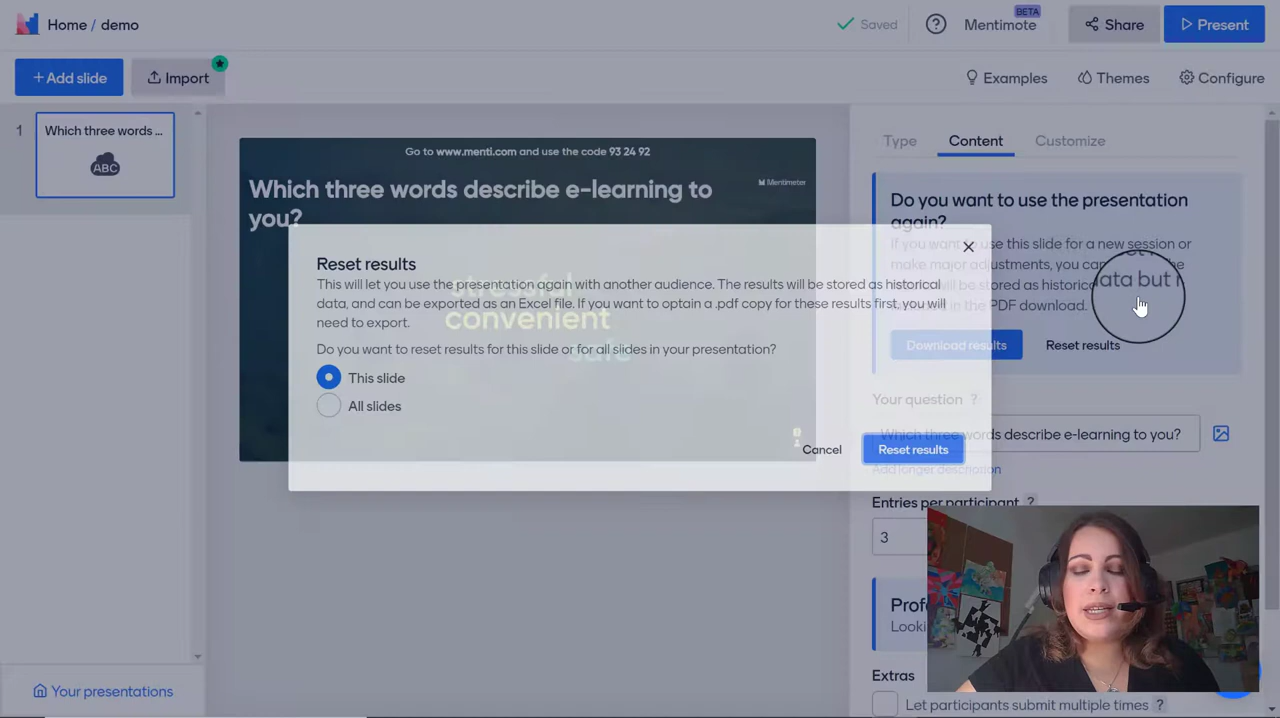 Home / demo
Saved
Mentimote
BETA
Share
Present
+Add slide
Import
Examples
Themes
Configure
1
Which three words ...
ABC
Go to www.menti.com and use the code 93 24 92
Which three words describe e-learning to
you?
Mentimeter
stressful
convenient
safe
Reset results
This will let you use the presentation again with another audience. The results will be stored as historical
data, and can be exported as an Excel file. If you want to optain a .pdf copy for these results first, you will
need to export.
Do you want to reset results for this slide or for all slides in your presentation?
This slide
All slides
Cancel
Reset results
Type
Content
Customize
Do you want to use the presentation
again?
If you want to use this slide for a new session or
make major adjustments, you can
ata but
will be stored as historic
in the PDF download.
Download results
Reset results
Your question ?
Which three words describe e-learning to you?
Add longer description
Entries per participant ?
3
Prof
Looki
Extras
Let participants submit multiple times ?
Your presentations